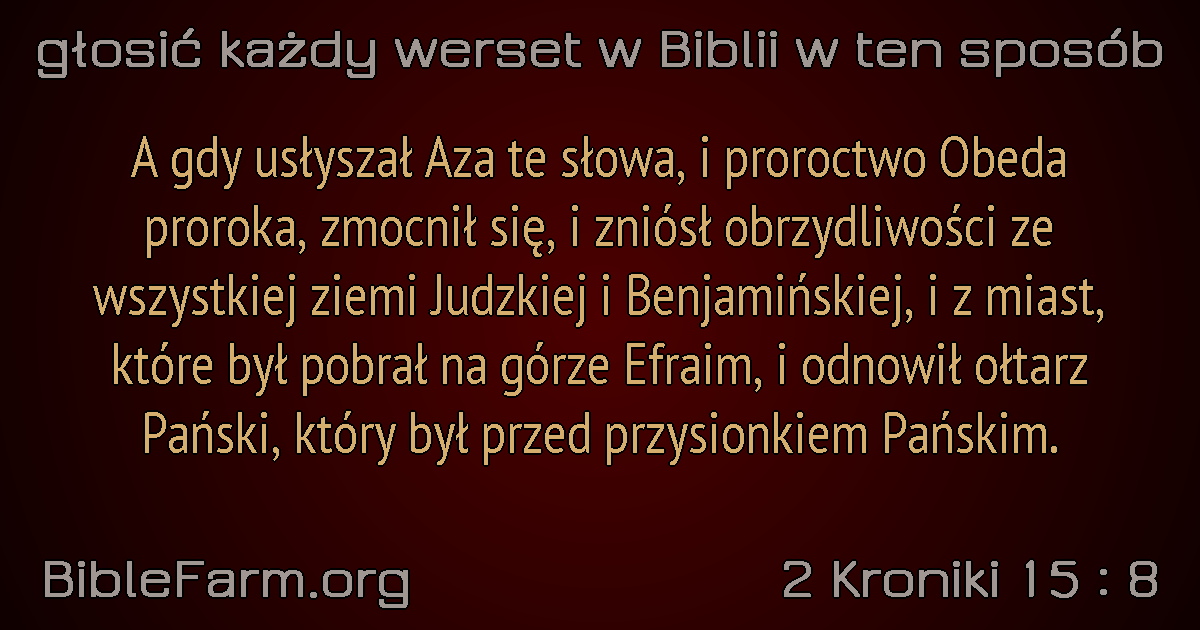 głosić każdy werset w Biblii w ten sposób
A gdy usłyszał Aza te słowa, i proroctwo Obeda
proroka, zmocnił się, i zniósł obrzydliwości ze
wszystkiej ziemi Judzkiej i Benjamińskiej, i z miast,
które był pobrał na górze Efraim, i odnowił ołtarz
Pański, który był przed przysionkiem Pańskim.
BibleFarm.org
2 Kroniki 15 : 8